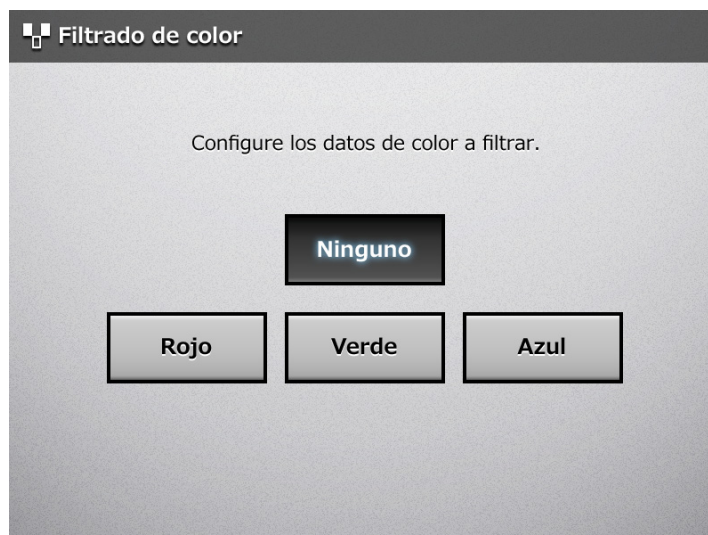 Filtrado de color
Configure los datos de color a filtrar.
Ninguno
Rojo Verde Azul